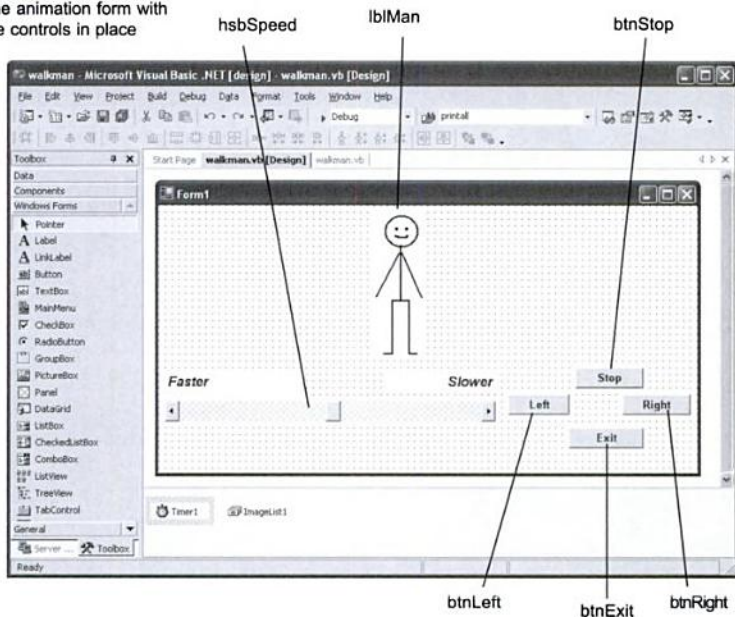 he animation form with
e controls in place
hsbSpeed
lblMan
btnStop
walkman - Microsoft Visual Basic .NET [design] - walkman.vb [Design]
File Edit View Project Build Debug Data Format Tools Window Help
Debug printall
Toolbox
Start Page walkman.vb [Design] walkman.vb
Data
Components
Windows Forms
Pointer
A Label
A LinkLabel
ab Button
abl TextBox
MainMenu
CheckBox
RadioButton
GroupBox
PictureBox
Panel
DataGrid
ListBox
CheckedListBox
ComboBox
ListView
TreeView
TabControl
General
Server ... Toolbox
Ready
Form1
Faster
Slower
Stop
Left
Right
Exit
Timer1 ImageList1
btnLeft
btnExit
btnRight